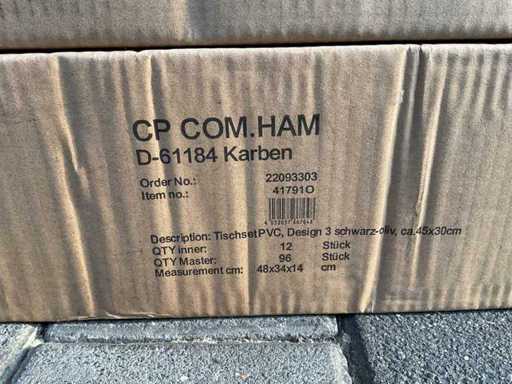 CP COM.HAM
D-61184 Karben
Order No.: 22093303
Item no.: 41791O
Description: Tischset PVC, Design 3 schwarz-oliv, ca.45x30cm
QTY inner: 12 Stück
QTY Master: 96 Stück
Measurement cm: 48x34x14 cm